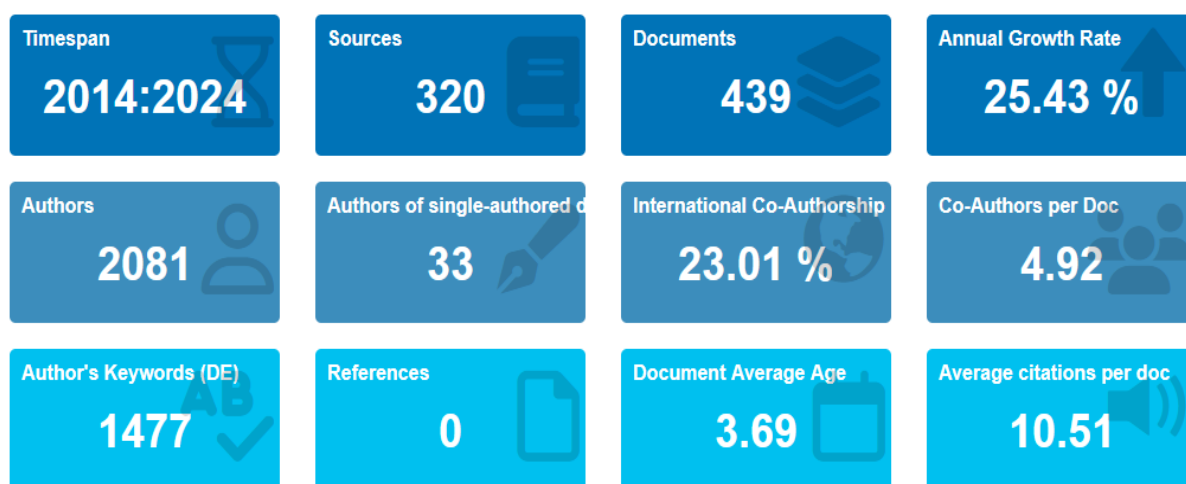 Timespan
2014:2024
Sources
320
Documents
439
Annual Growth Rate
25.43 %
Authors
2081
Authors of single-authored d
33
International Co-Authorship
23.01 %
Co-Authors per Doc
4.92
Author's Keywords (DE)
AB
1477
References
0
Document Average Age
3.69
Average citations per doc
10.51